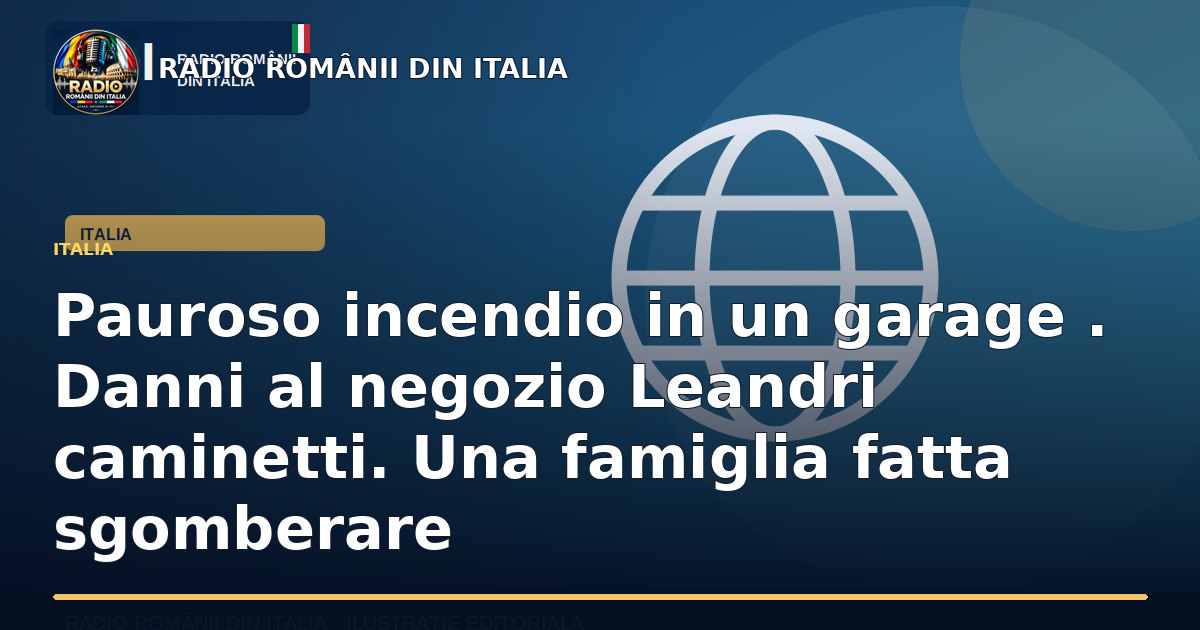 RADIO ROMÂNII DIN ITALIA
RADIO ROMÂNII
DIN ITALIA
RADIO
ROMÂNII DIN ITALIA
ITALIA
ITALIA
Pauroso incendio in un garage .
Danni al negozio Leandri
caminetti. Una famiglia fatta
sgomberare
RADIO ROMÂNII DIN ITALIA · ILUSTRAȚIE EDITORIALĂ